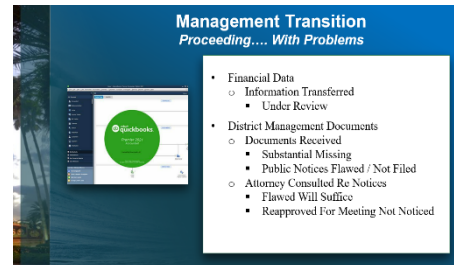 Management Transition
Proceeding…. With Problems
• Financial Data
o Information Transferred
▪ Under Review
• District Management Documents
o Documents Received
▪ Substantial Missing
▪ Public Notices Flawed / Not Filed
o Attorney Consulted Re Notices
▪ Flawed Will Suffice
▪ Reapproved For Meeting Not Noticed
quickbooks